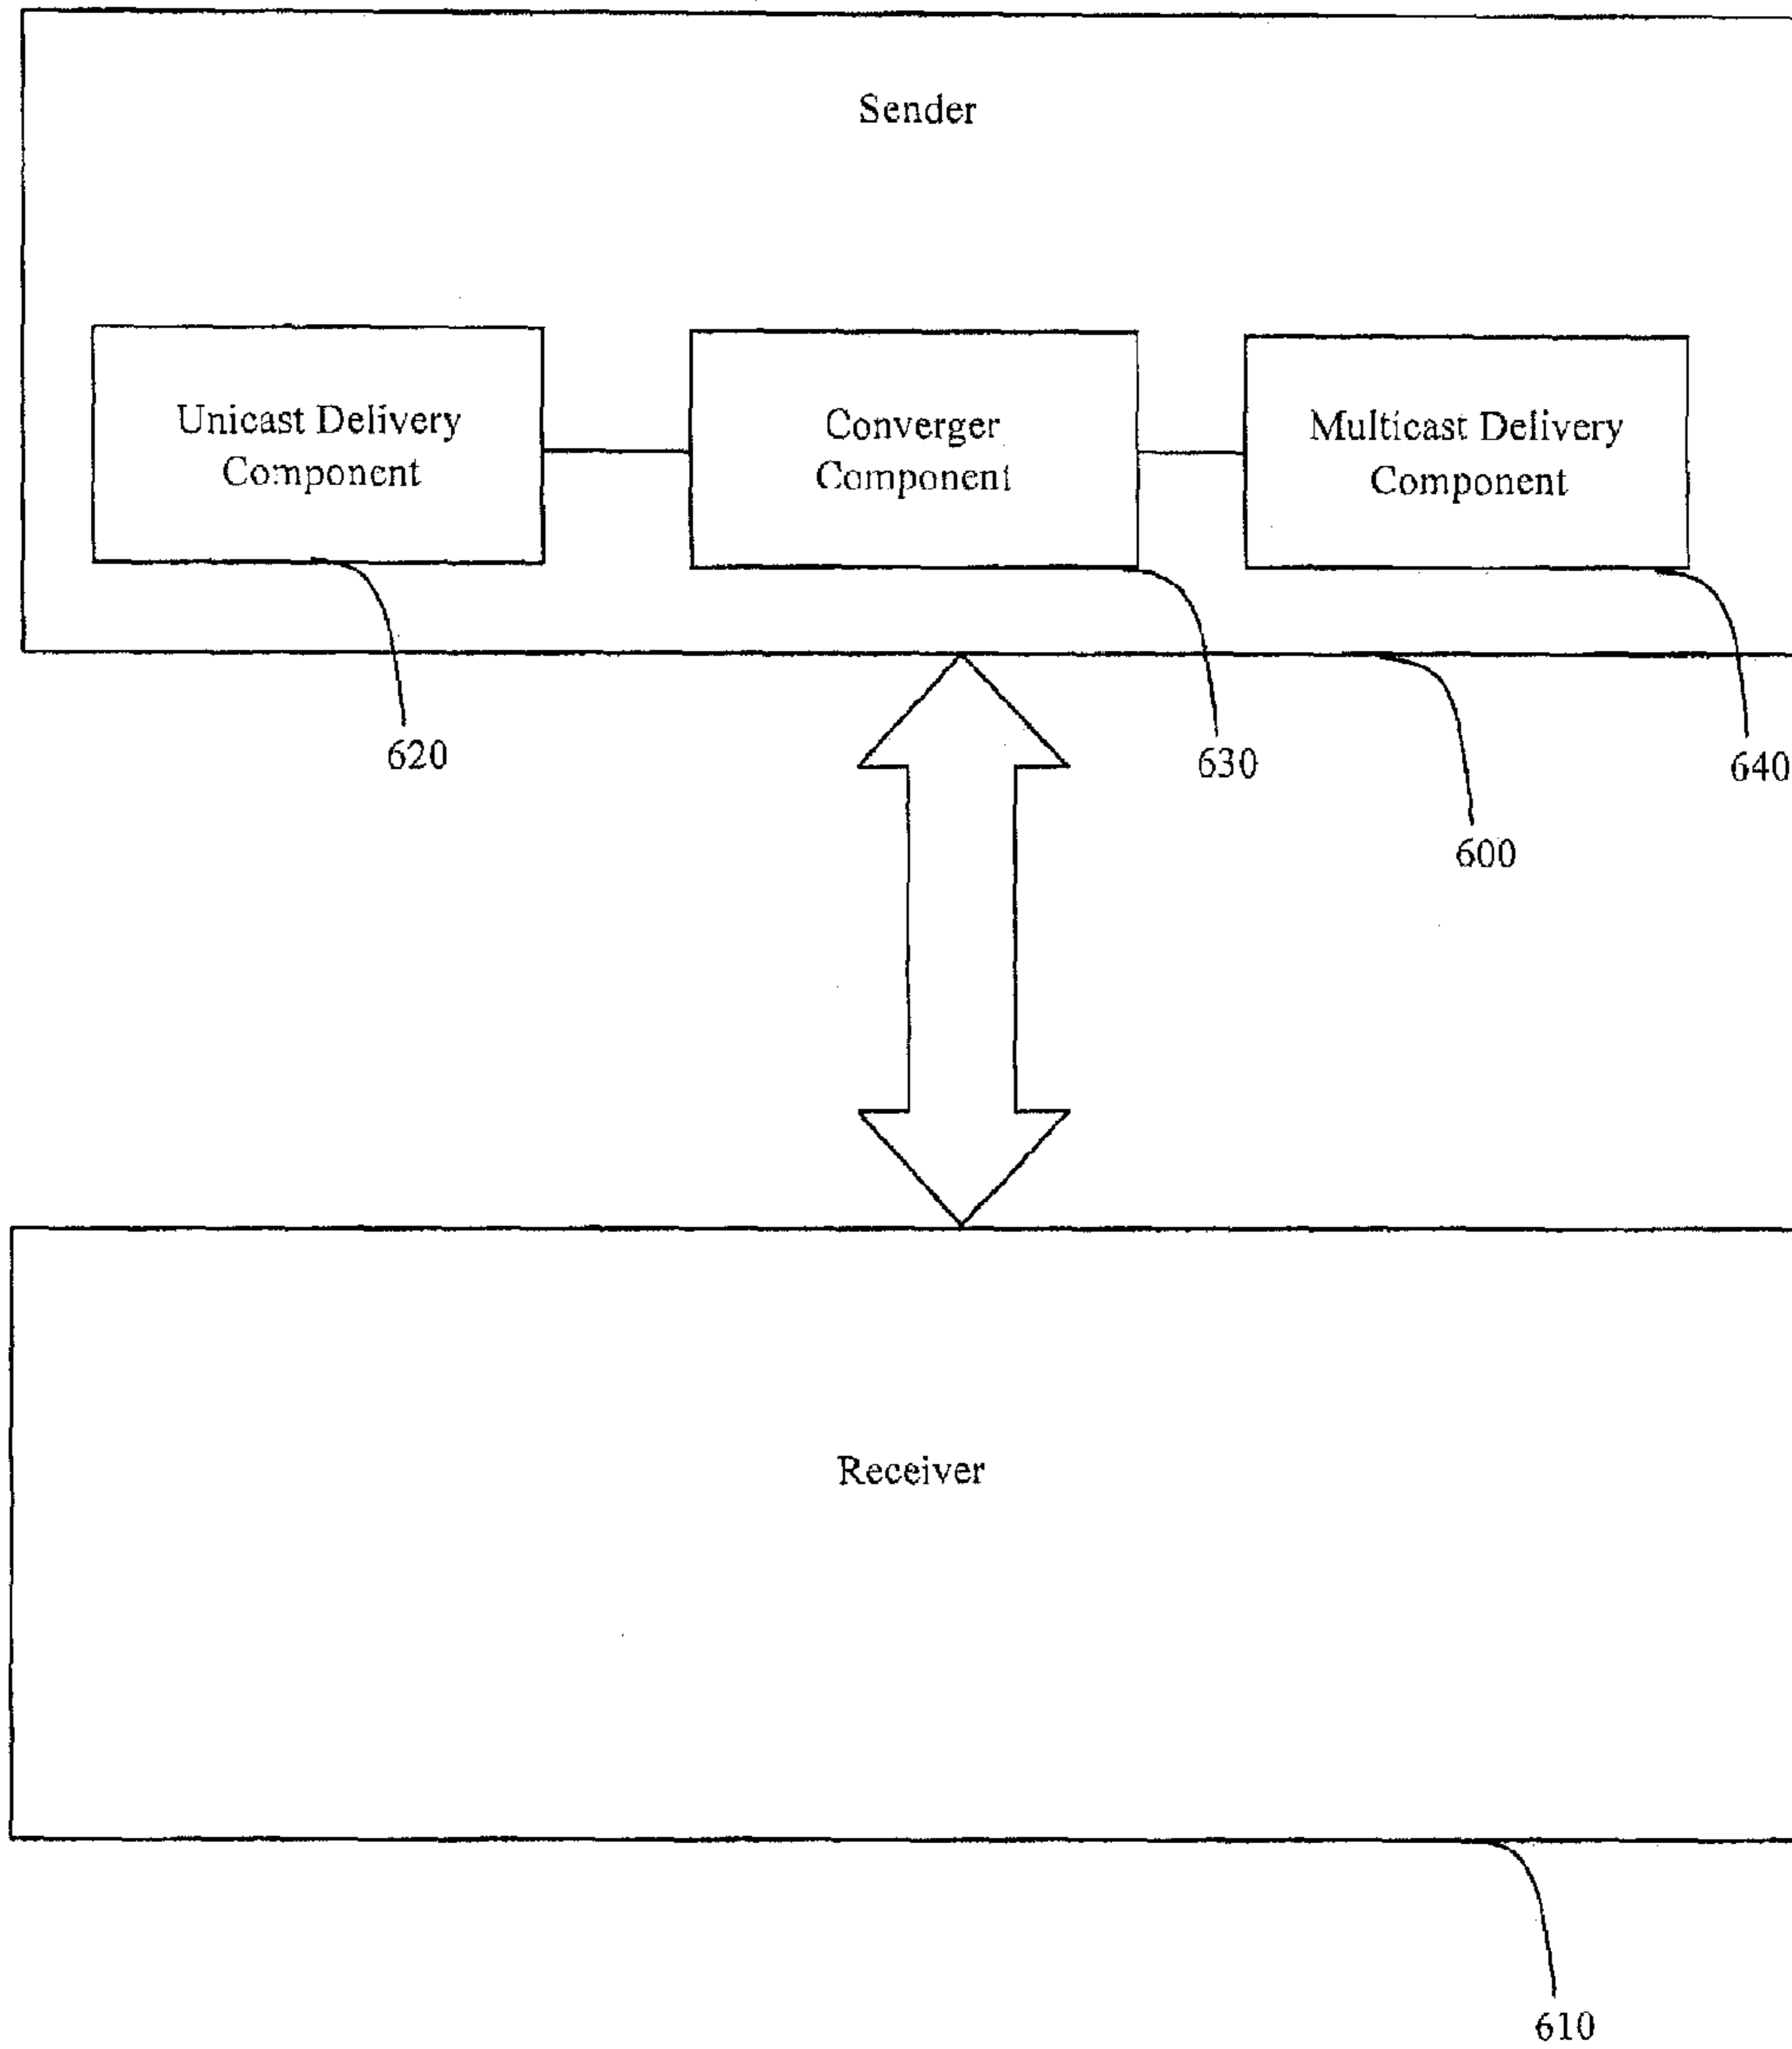 Sender
Unicast Delivery
Component
Converger
Component
Multicast Delivery
Component
620
630
640
600
Receiver
610